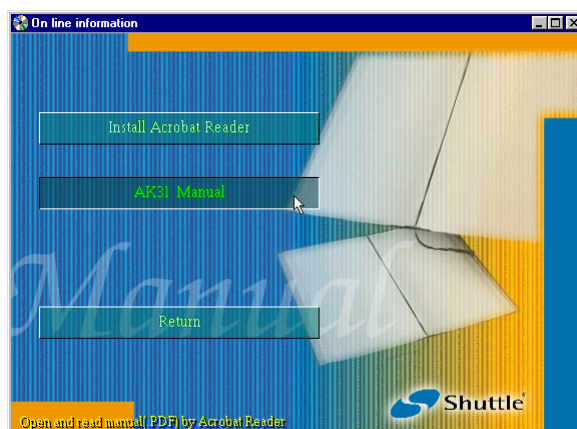 On line information
Install Acrobat Reader
AK31 Manual
Manual
Return
Shuttle
Open and read manual(.PDF) by Acrobat Reader